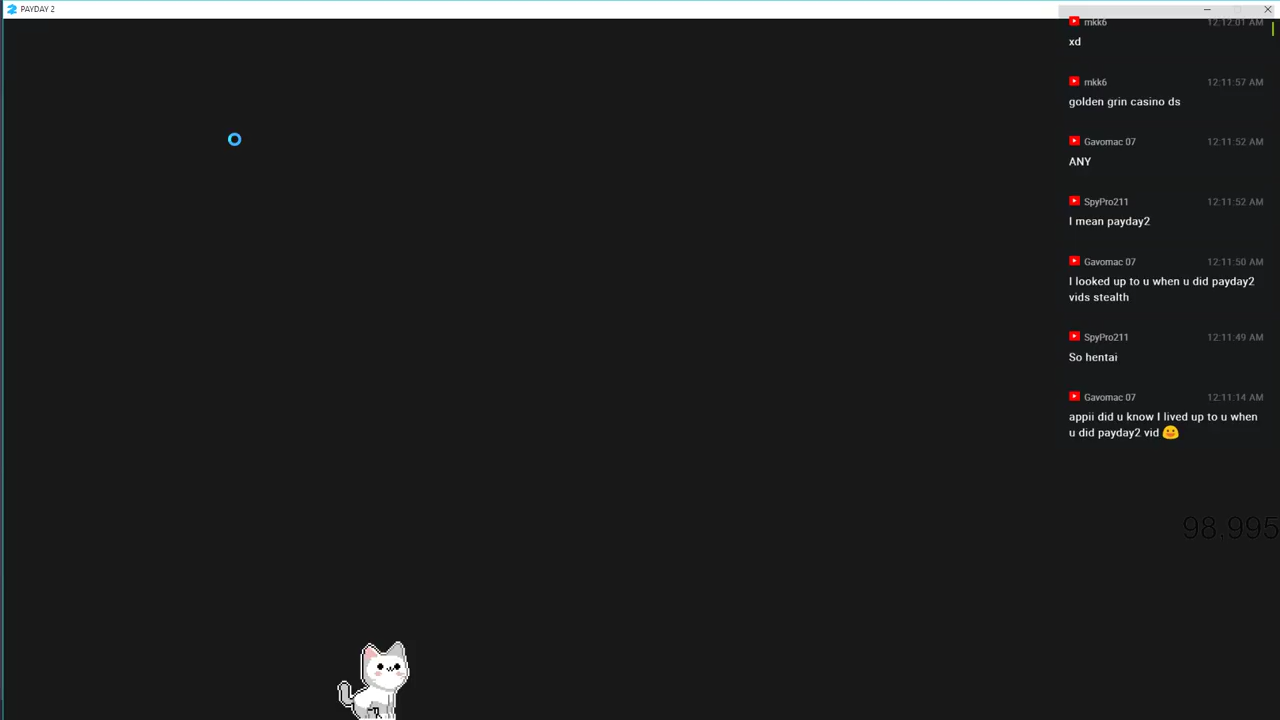 PAYDAY 2
mkk6 12:12:01 AM
xd
mkk6 12:11:57 AM
golden grin casino ds
Gavomac 07 12:11:52 AM
ANY
SpyPro211 12:11:52 AM
I mean payday2
Gavomac 07 12:11:50 AM
I looked up to u when u did payday2
vids stealth
SpyPro211 12:11:49 AM
So hentai
Gavomac 07 12:11:14 AM
appii did u know I lived up to u when
u did payday2 vid
98.995